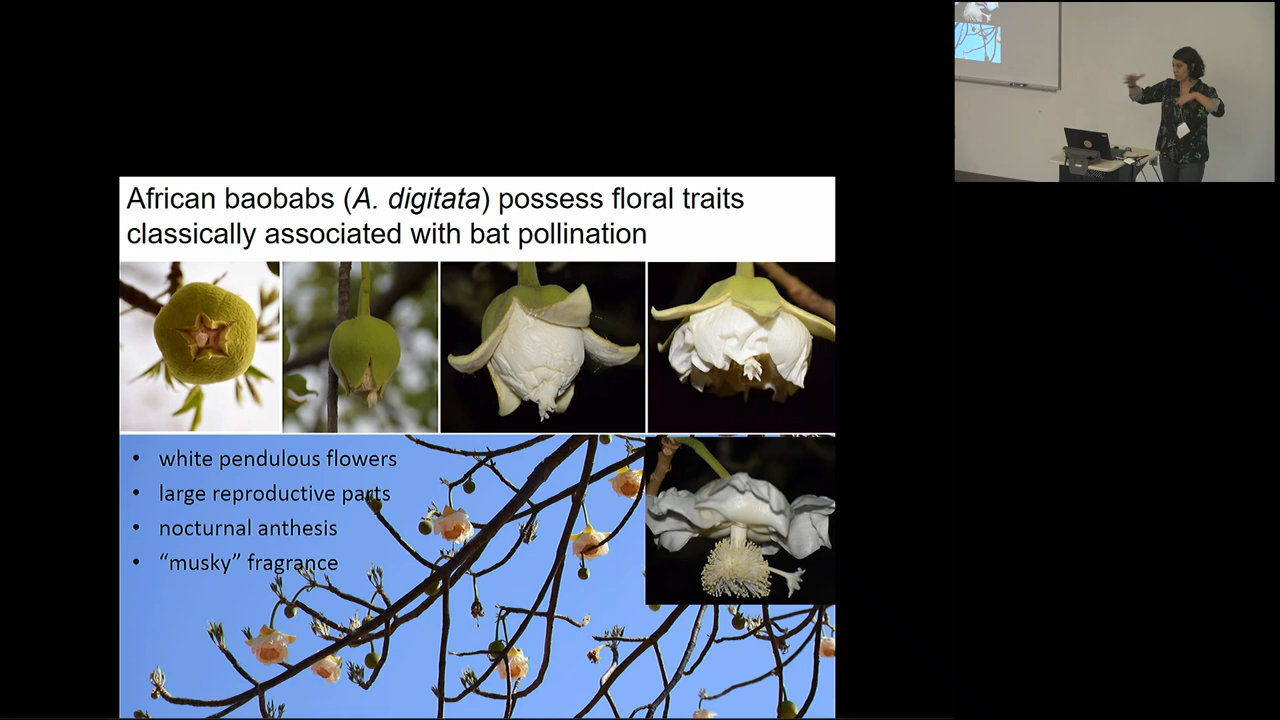 African baobabs (A. digitata) possess floral traits
classically associated with bat pollination
• white pendulous flowers
• large reproductive parts
• nocturnal anthesis
• “musky” fragrance